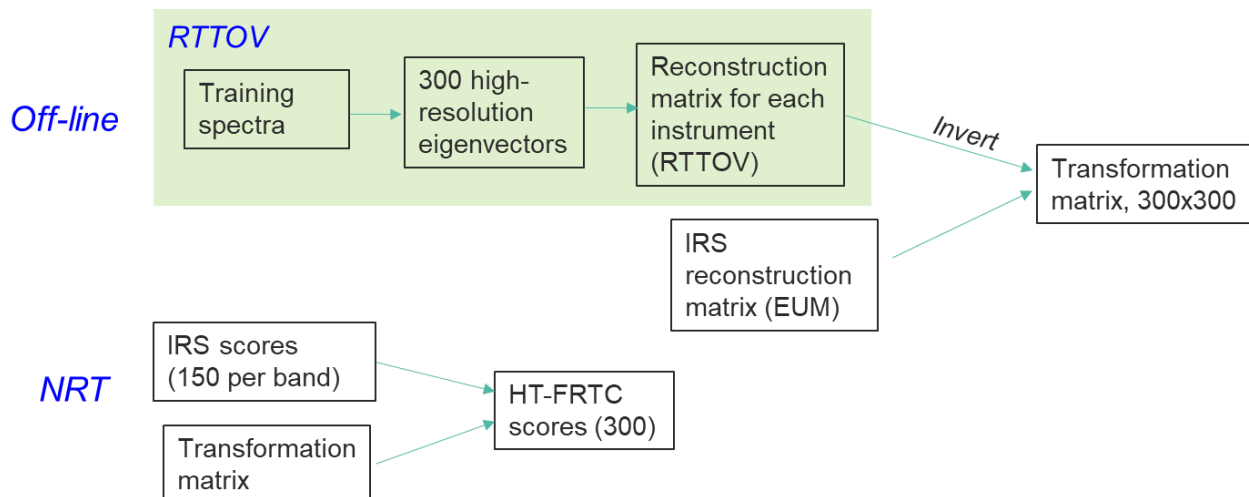 RTTOV
Off-line
Training
spectra
300 high-
resolution
eigenvectors
Reconstruction
matrix for each
instrument
(RTTOV)
Invert
Transformation
matrix, 300x300
IRS
reconstruction
matrix (EUM)
NRT
IRS scores
(150 per band)
Transformation
matrix
HT-FRTC
scores (300)